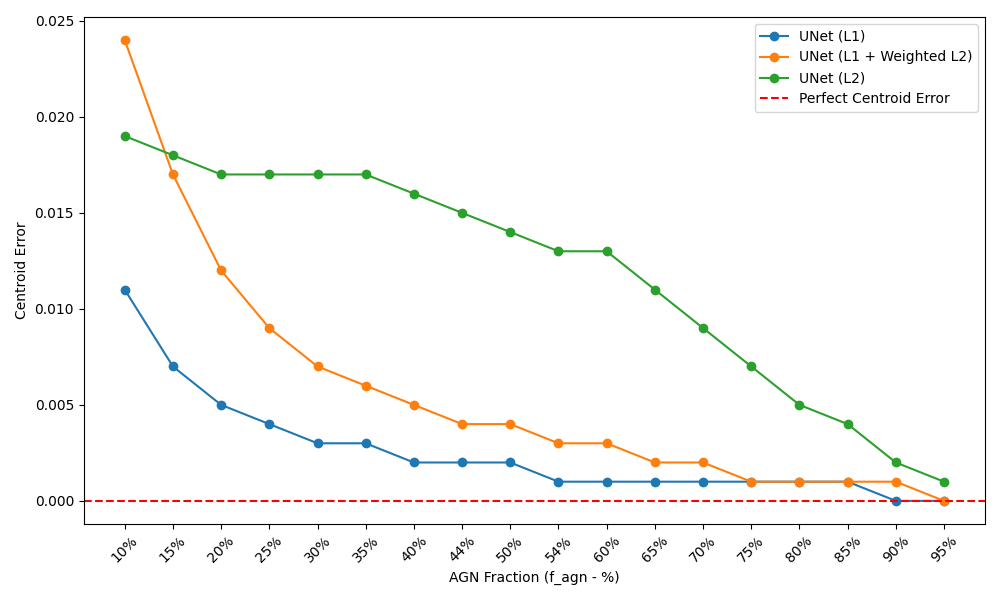 0.025
0.020
0.015
0.010
0.005
0.000
Centroid Error
UNet (L1)
UNet (L1 + Weighted L2)
UNet (L2)
Perfect Centroid Error
10% 15% 20% 25% 30% 35% 40% 44% 50% 54% 60% 65% 70% 75% 80% 85% 90% 95%
AGN Fraction (f_agn - %)